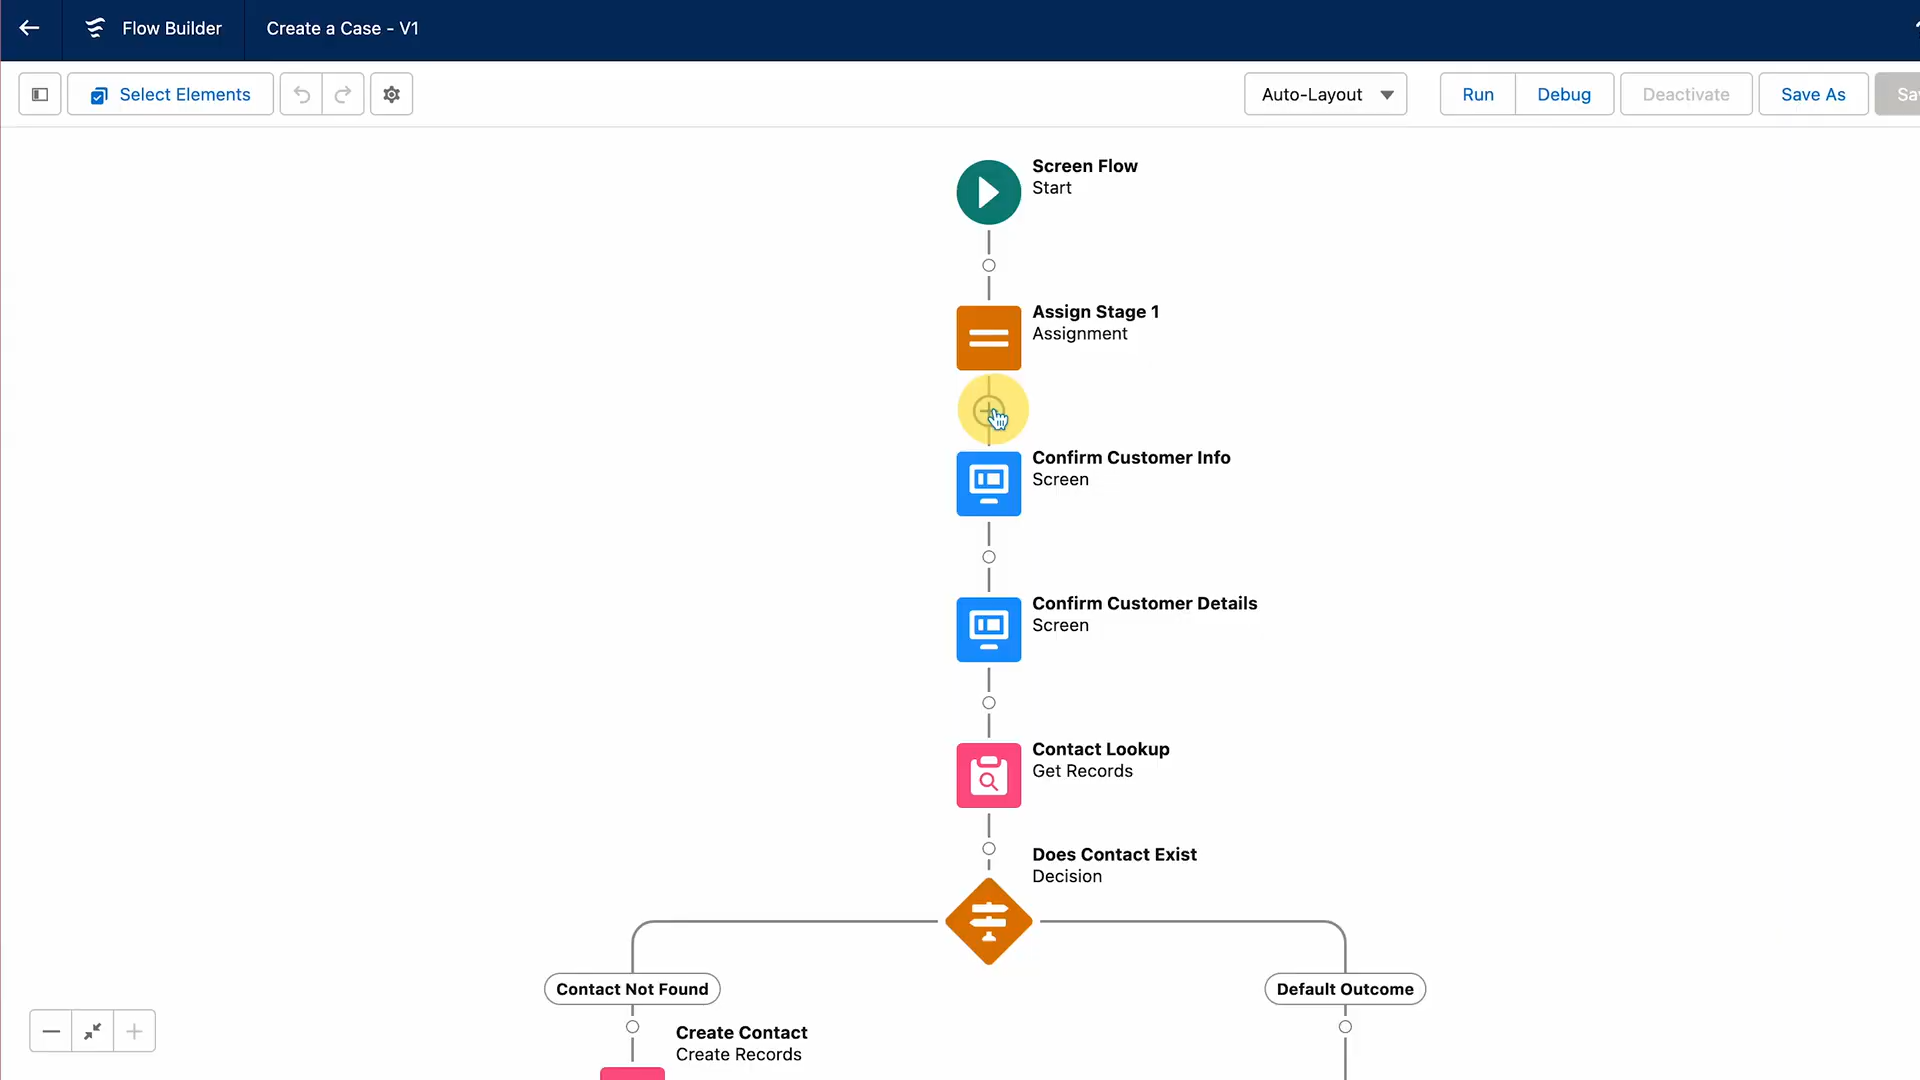 Flow Builder
Create a Case - V1
Select Elements
Auto-Layout
Run
Debug
Deactivate
Save As
Screen Flow
Start
Assign Stage 1
Assignment
Confirm Customer Info
Screen
Confirm Customer Details
Screen
Contact Lookup
Get Records
Does Contact Exist
Decision
Contact Not Found
Default Outcome
Create Contact
Create Records